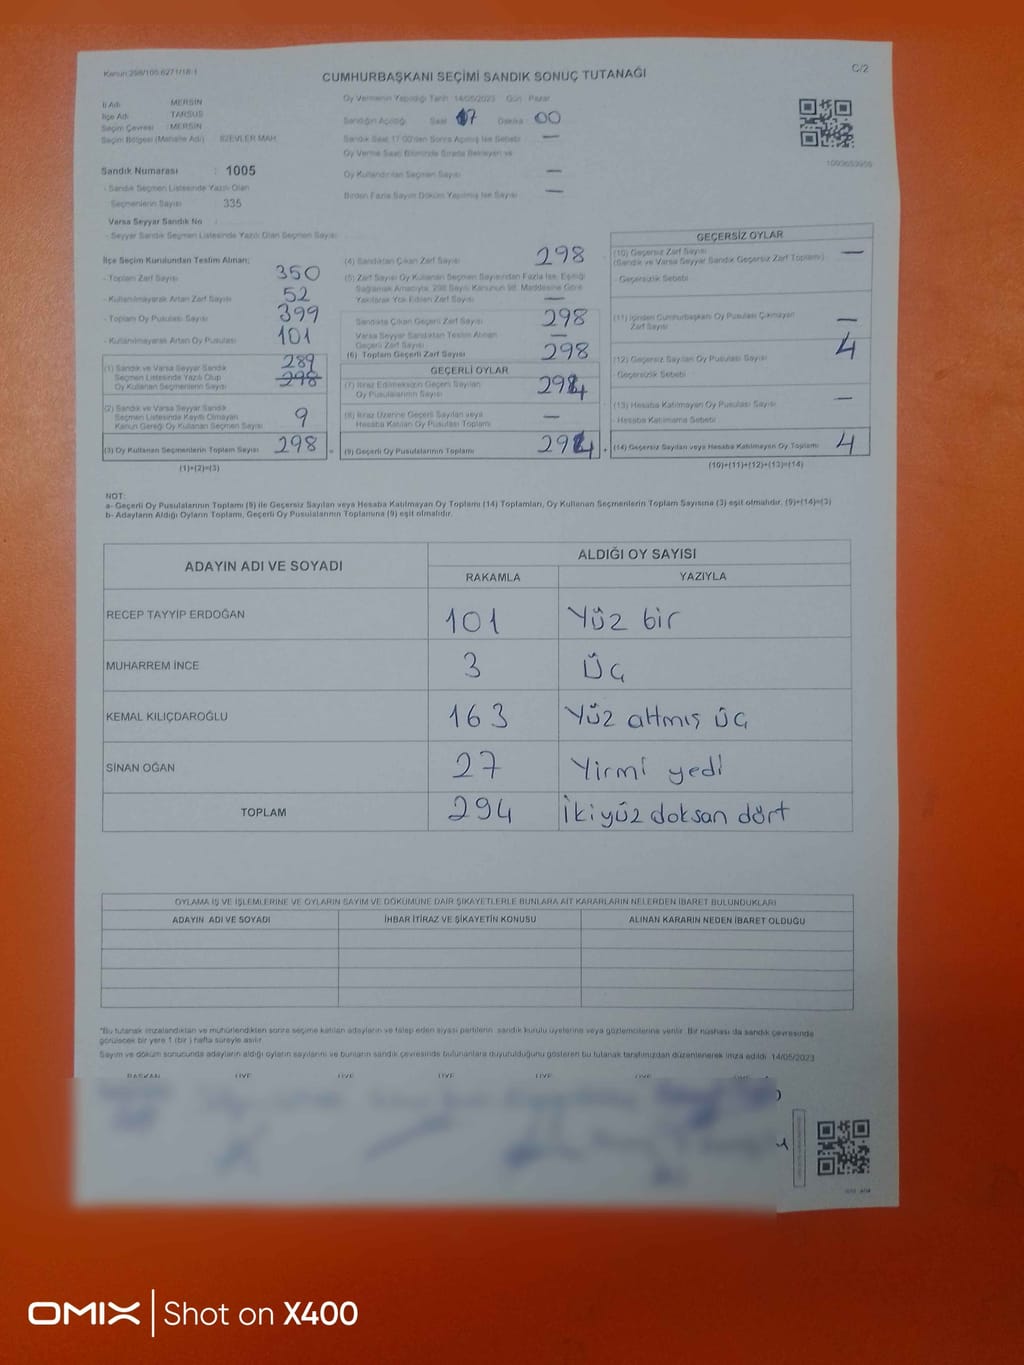 Kanun:298/105 6271/18-1
CUMHURBAŞKANI SEÇİMİ SANDIK SONUÇ TUTANAĞI
C/2
İl Adı MERSİN
İlçe Adı TARSUS
Seçim Çevresi : MERSİN
Seçim Bölgesi (Mahalle Adı) 82EVLER MAH.
Oy Vermenin Yapıldığı Tarih 14/05/2023 Gün Pazar
Sandığın Açıldığı Saat 17 Dakika 00
Sandık Saat 17:00'den Sonra Açılmış İse Sebebi —
Oy Verme Saati Bitiminde Sırada Bekleyen ve
Oy Kullandırılan Seçmen Sayısı —
Birden Fazla Sayım Döküm Yapılmış İse Sayısı —
Sandık Numarası : 1005
- Sandık Seçmen Listesinde Yazılı Olan
Seçmenlerin Sayısı 335
Varsa Seyyar Sandık No
- Seyyar Sandık Seçmen Listesinde Yazılı Olan Seçmen Sayısı
İlçe Seçim Kurulundan Teslim Alınan;
- Toplam Zarf Sayısı 350
- Kullanılmayarak Artan Zarf Sayısı 52
- Toplam Oy Pusulası Sayısı 399
- Kullanılmayarak Artan Oy Pusulası 101
(1) Sandık ve Varsa Seyyar Sandık
Seçmen Listesinde Yazılı Olup
Oy Kullanan Seçmenlerin Sayısı
289
298
(2) Sandık ve Varsa Seyyar Sandık
Seçmen Listesinde Kayıtlı Olmayan
Kanun Gereği Oy Kullanan Seçmen Sayısı 9
(3) Oy Kullanan Seçmenlerin Toplam Sayısı 298
(1)+(2)=(3)
(4) Sandıktan Çıkan Zarf Sayısı 298
(5) Zarf Sayısı Oy Kullanan Seçmen Sayısından Fazla İse, Eşitliği
Sağlamak Amacıyla, 298 Sayılı Kanunun 98. Maddesine Göre
Yakılarak Yok Edilen Zarf Sayısı —
Sandıkta Çıkan Geçerli Zarf Sayısı 298
Varsa Seyyar Sandıktan Teslim Alınan
Geçerli Zarf Sayısı —
(6) Toplam Geçerli Zarf Sayısı 298
GEÇERLİ OYLAR
(7) İtiraz Edilmeksizin Geçerli Sayılan
Oy Pusulalarının Sayısı 294
(8) İtiraz Üzerine Geçerli Sayılan veya
Hesaba Katılan Oy Pusulası Toplamı —
(9) Geçerli Oy Pusulalarının Toplamı 294
GEÇERSİZ OYLAR
(10) Geçersiz Zarf Sayısı
(Sandık ve Varsa Seyyar Sandık Geçersiz Zarf Toplamı) —
- Geçersizlik Sebebi
(11) İçinden Cumhurbaşkanı Oy Pusulası Çıkmayan
Zarf Sayısı —
(12) Geçersiz Sayılan Oy Pusulası Sayısı 4
- Geçersizlik Sebebi
(13) Hesaba Katılmayan Oy Pusulası Sayısı —
- Hesaba Katılmama Sebebi
(14) Geçersiz Sayılan veya Hesaba Katılmayan Oy Toplamı 4
(10)+(11)+(12)+(13)=(14)
NOT:
a- Geçerli Oy Pusulalarının Toplamı (9) ile Geçersiz Sayılan veya Hesaba Katılmayan Oy Toplamı (14) Toplamları, Oy Kullanan Seçmenlerin Toplam Sayısına (3) eşit olmalıdır. (9)+(14)=(3)
b- Adayların Aldığı Oyların Toplamı, Geçerli Oy Pusulalarının Toplamına (9) eşit olmalıdır.
ADAYIN ADI VE SOYADI
ALDIĞI OY SAYISI
RAKAMLA YAZIYLA
RECEP TAYYİP ERDOĞAN 101 Yüz bir
MUHARREM İNCE 3 Üç
KEMAL KILIÇDAROĞLU 163 Yüz altmış üç
SİNAN OĞAN 27 Yirmi yedi
TOPLAM 294 İkiyüz doksan dört
OYLAMA İŞ VE İŞLEMLERİNE VE OYLARIN SAYIM VE DÖKÜMÜNE DAİR ŞİKAYETLERLE BUNLARA AİT KARARLARIN NELERDEN İBARET BULUNDUKLARI
ADAYIN ADI VE SOYADI İHBAR İTİRAZ VE ŞİKAYETİN KONUSU ALINAN KARARIN NEDEN İBARET OLDUĞU
*Bu tutanak imzalandıktan ve mühürlendikten sonra seçime katılan adayların ve talep eden siyasi partilerin sandık kurulu üyelerine veya gözlemcilerine verilir. Bir nüshası da sandık çevresinde
görülecek bir yere 1 (bir ) hafta süreyle asılır.
Sayım ve döküm sonucunda adayların aldığı oyların sayılarını ve bunların sandık çevresinde bulunanlara duyurulduğunu gösteren bu tutanak tarafımızdan düzenlenerek imza edildi. 14/05/2023
BAŞKAN ÜYE ÜYE ÜYE ÜYE ÜYE ÜYE
OMIX | Shot on X400